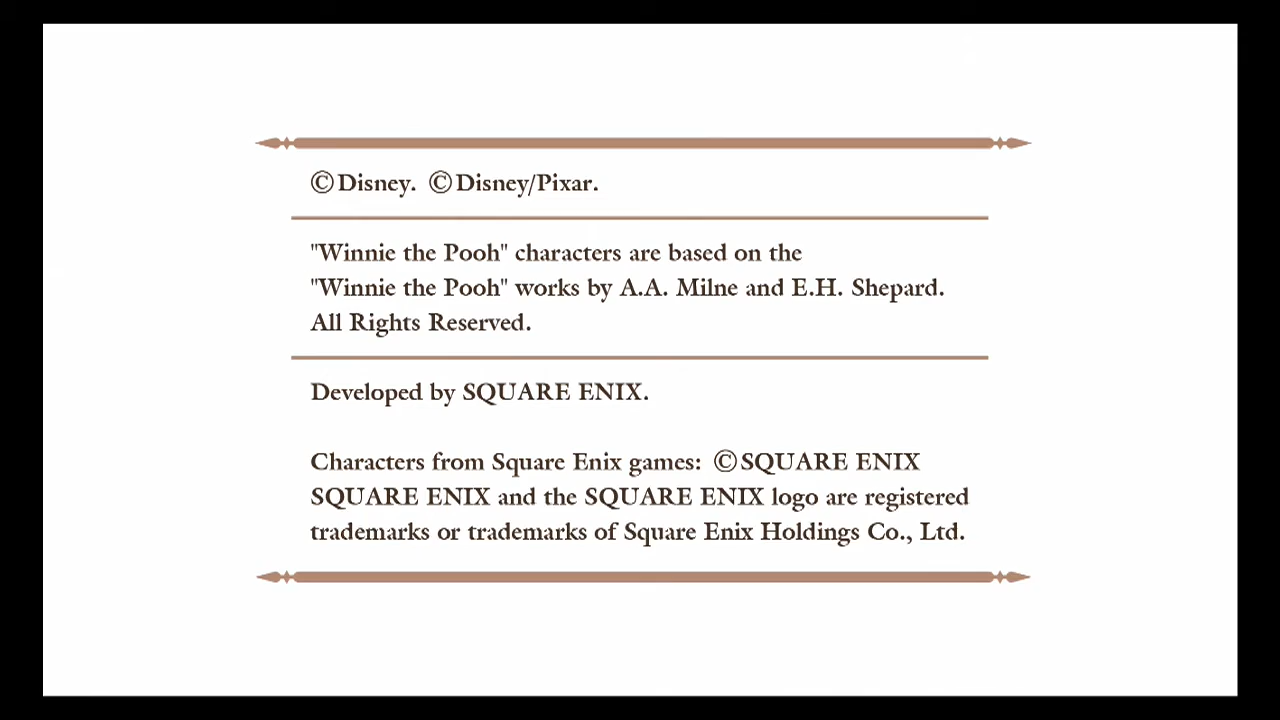 ©Disney. ©Disney/Pixar.
"Winnie the Pooh" characters are based on the
"Winnie the Pooh" works by A.A. Milne and E.H. Shepard.
All Rights Reserved.
Developed by SQUARE ENIX.
Characters from Square Enix games: ©SQUARE ENIX
SQUARE ENIX and the SQUARE ENIX logo are registered
trademarks or trademarks of Square Enix Holdings Co., Ltd.